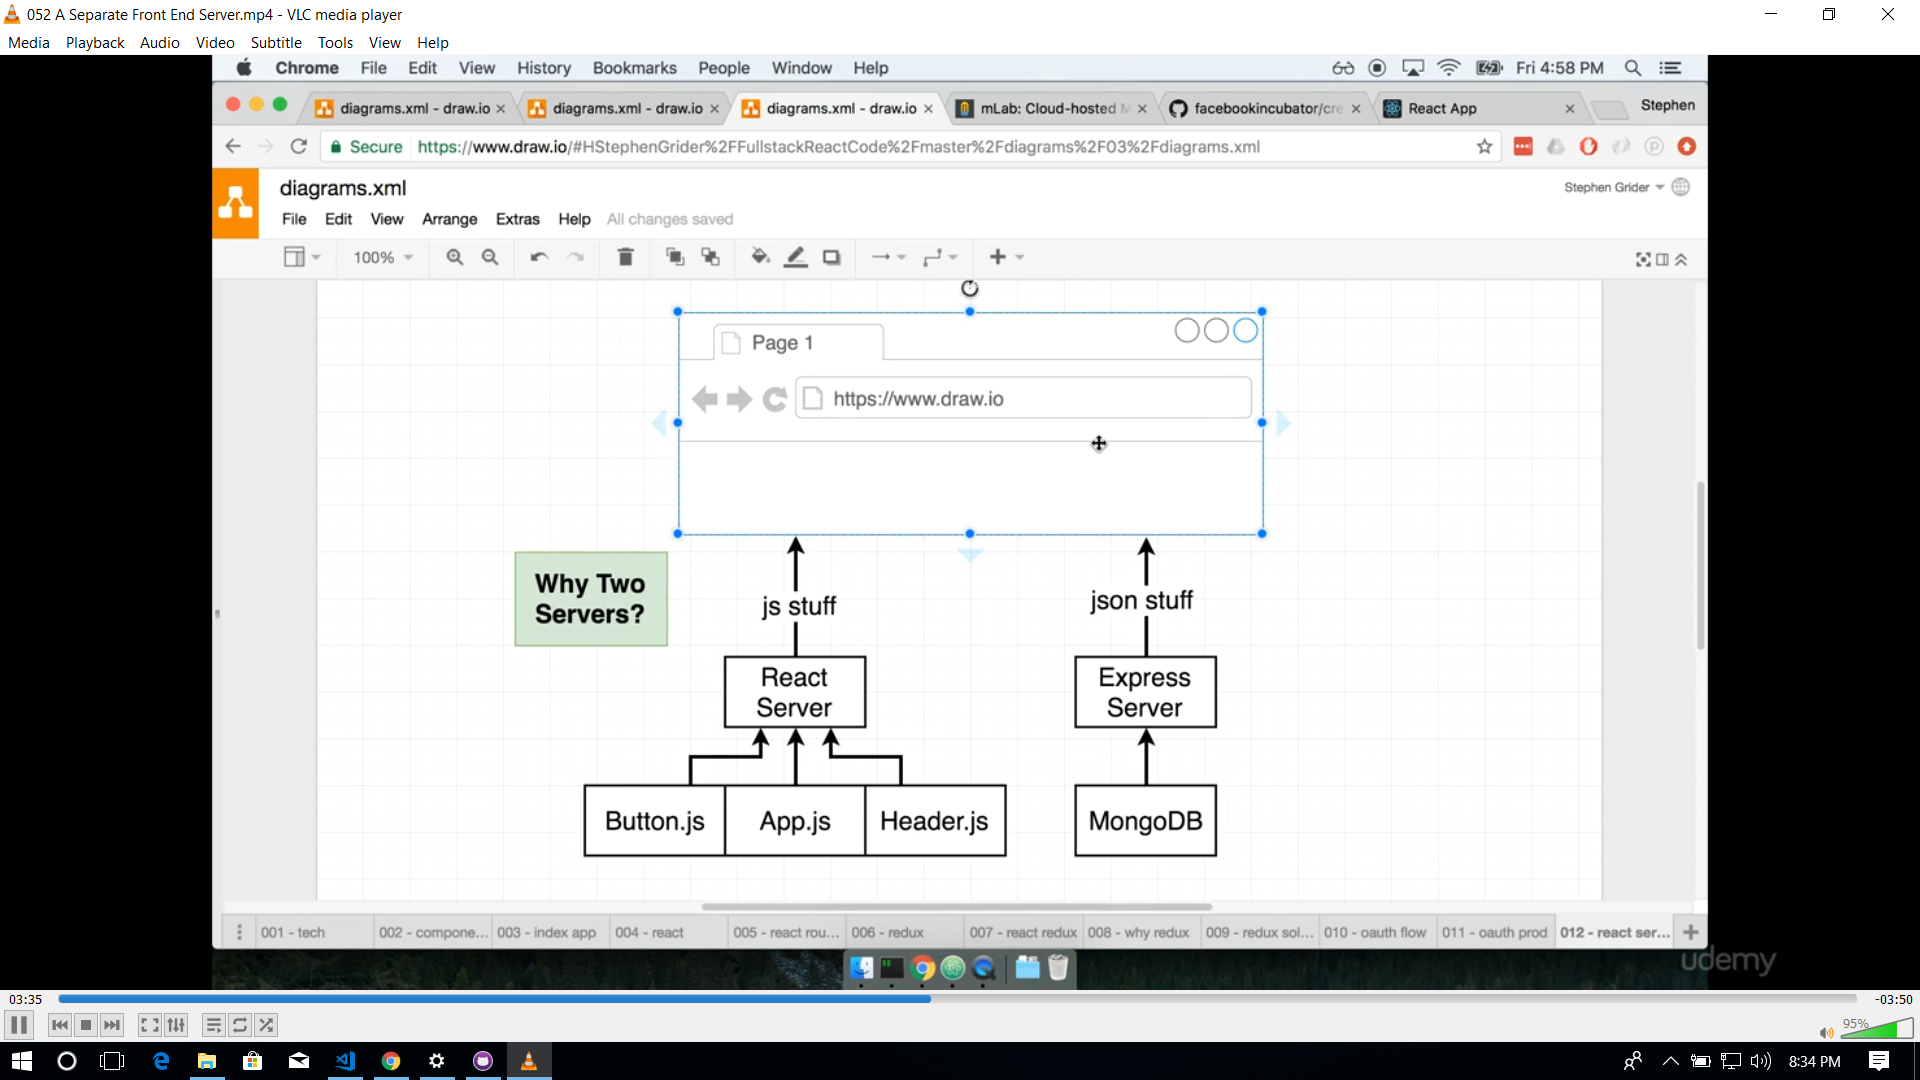 052 A Separate Front End Server.mp4 - VLC media player
Media Playback Audio Video Subtitle Tools View Help
Chrome File Edit View History Bookmarks People Window Help Fri 4:58 PM
diagrams.xml - draw.io diagrams.xml - draw.io diagrams.xml - draw.io mLab: Cloud-hosted M facebookincubator/cre React App Stephen
Secure https://www.draw.io/#HStephenGrider%2FFullstackReactCode%2Fmaster%2Fdiagrams%2F03%2Fdiagrams.xml
diagrams.xml Stephen Grider
File Edit View Arrange Extras Help All changes saved
100%
Page 1
https://www.draw.io
Why Two
Servers?
js stuff json stuff
React
Server
Express
Server
Button.js App.js Header.js MongoDB
001 - tech 002 - compone... 003 - index app 004 - react 005 - react rou... 006 - redux 007 - react redux 008 - why redux 009 - redux sol... 010 - oauth flow 011 - oauth prod 012 - react ser...
udemy
03:35 -03:50
95%
8:34 PM